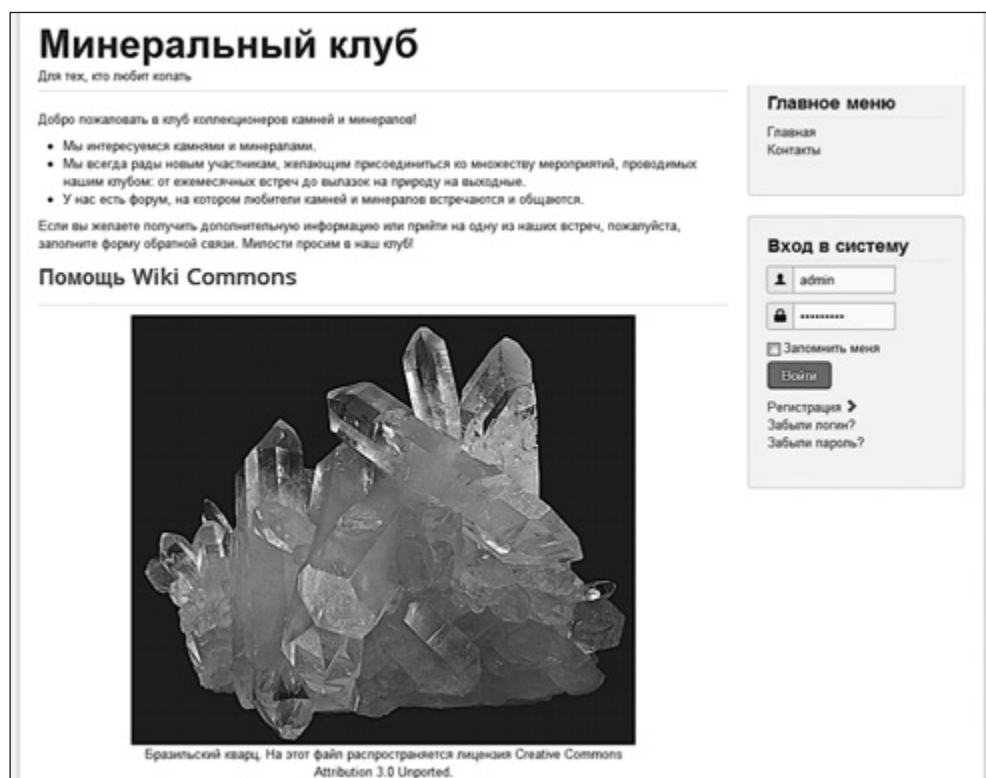 Минеральный клуб
Для тех, кто любит копать
Добро пожаловать в клуб коллекционеров камней и минералов!
• Мы интересуемся камнями и минералами.
• Мы всегда рады новым участникам, желающим присоединиться ко множеству мероприятий, проводимых
нашим клубом: от ежемесячных встреч до вылазок на природу на выходные.
• У нас есть форум, на котором любители камней и минералов встречаются и общаются.
Если вы желаете получить дополнительную информацию или прийти на одну из наших встреч, пожалуйста,
заполните форму обратной связи. Милости просим в наш клуб!
Помощь Wiki Commons
Бразильский кварц. На этот файл распространяется лицензия Creative Commons
Attribution 3.0 Unported.
Главное меню
Главная
Контакты
Вход в систему
admin
•••••••••
Запомнить меня
Войти
Регистрация
Забыли логин?
Забыли пароль?